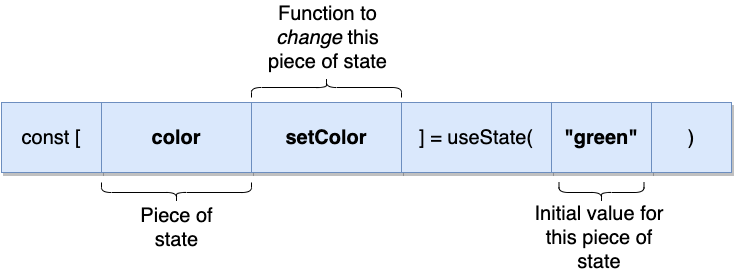 Function to
change this
piece of state
const [ color setColor ] = useState( "green" )
Piece of
state
Initial value for
this piece of
state